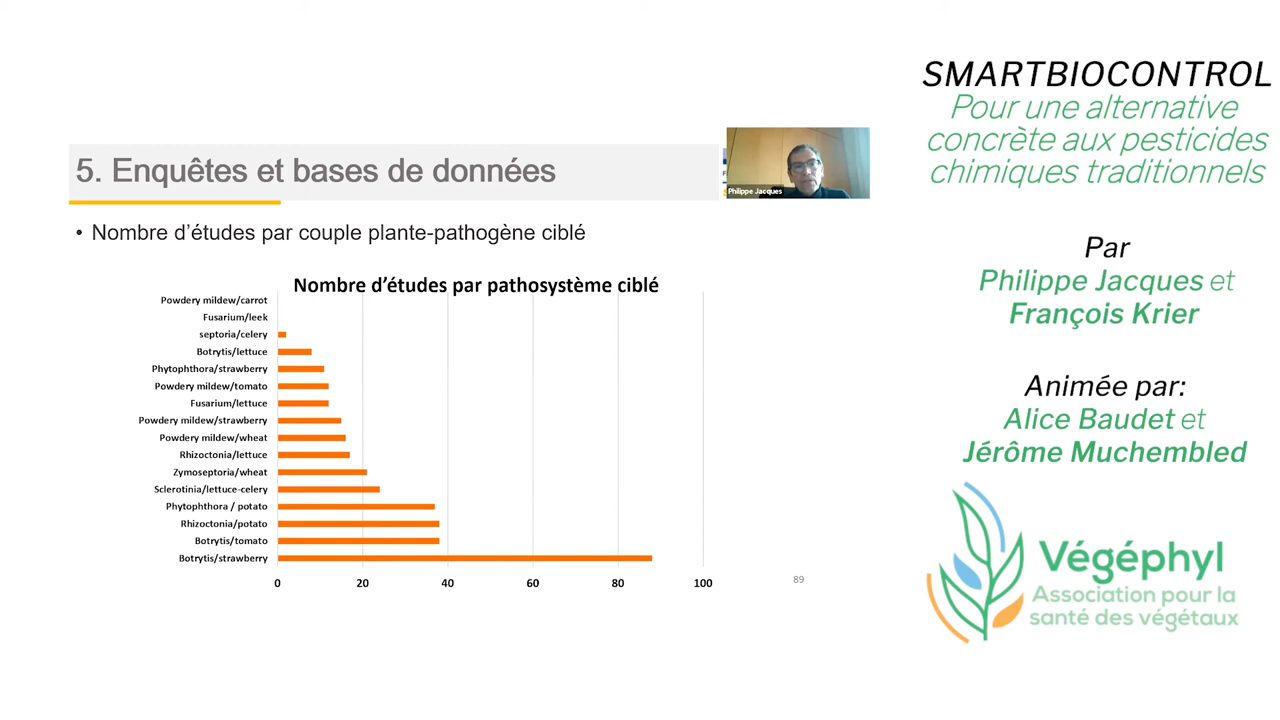 SMARTBIOCONTROL
Pour une alternative
concrète aux pesticides
chimiques traditionnels
5. Enquêtes et bases de données
Philippe Jacques
• Nombre d’études par couple plante-pathogène ciblé
Par
Philippe Jacques et
François Krier
Animée par:
Alice Baudet et
Jérôme Muchembled
Nombre d’études par pathosystème ciblé
Powdery mildew/carrot
Fusarium/leek
septoria/celery
Botrytis/lettuce
Phytophthora/strawberry
Powdery mildew/tomato
Fusarium/lettuce
Powdery mildew/strawberry
Powdery mildew/wheat
Rhizoctonia/lettuce
Zymoseptoria/wheat
Sclerotinia/lettuce-celery
Phytophthora / potato
Rhizoctonia/potato
Botrytis/tomato
Botrytis/strawberry
0 20 40 60 80 100
89
Végéphyl
Association pour la
santé des végétaux